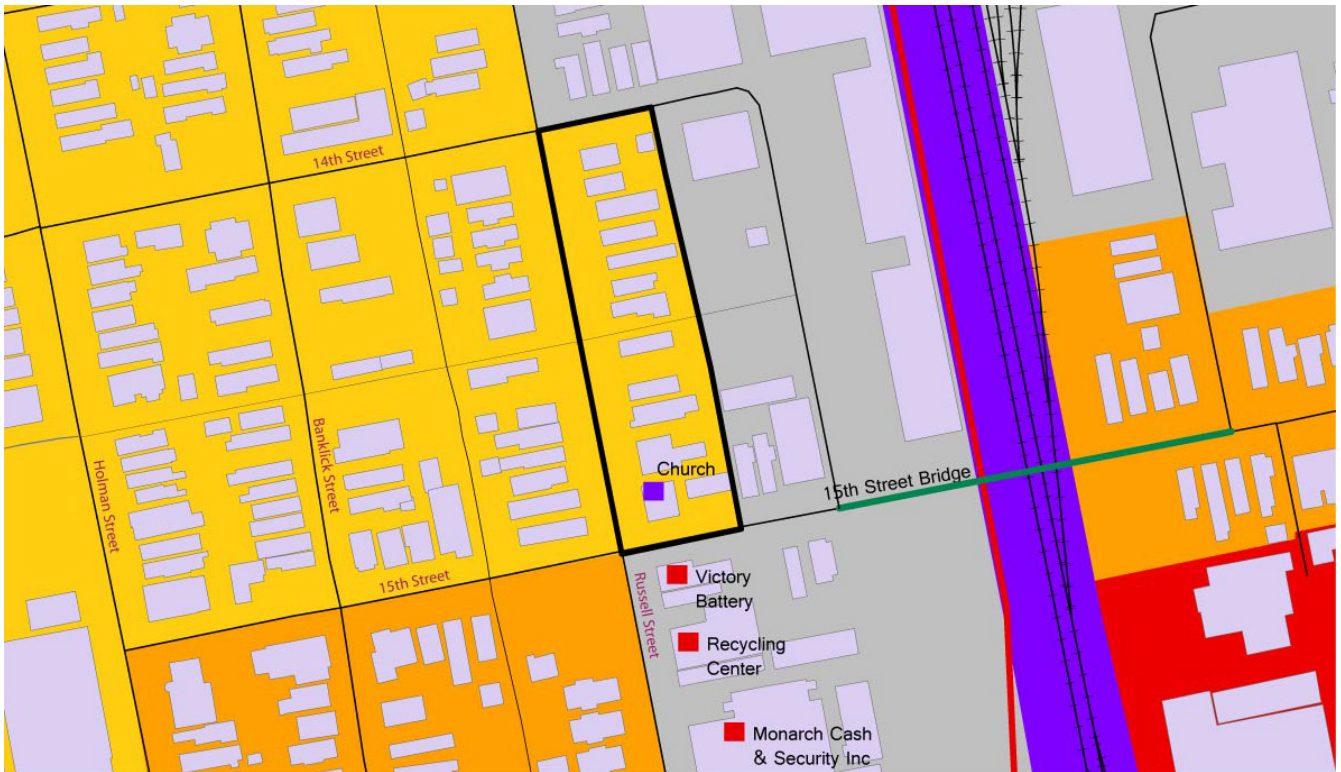 14th Street
Church
15th Street Bridge
Holman Street
Banklick Street
15th Street
Russell Street
Victory
Battery
Recycling
Center
Monarch Cash
& Security Inc